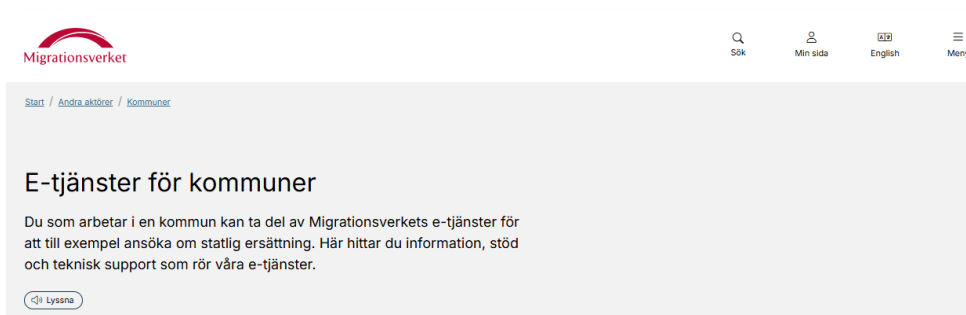 Migrationsverket
Sök
Min sida
English
Start / Andra aktörer / Kommuner
E-tjänster för kommuner
Du som arbetar i en kommun kan ta del av Migrationsverkets e-tjänster för
att till exempel ansöka om statlig ersättning. Här hittar du information, stöd
och teknisk support som rör våra e-tjänster.
Lyssna